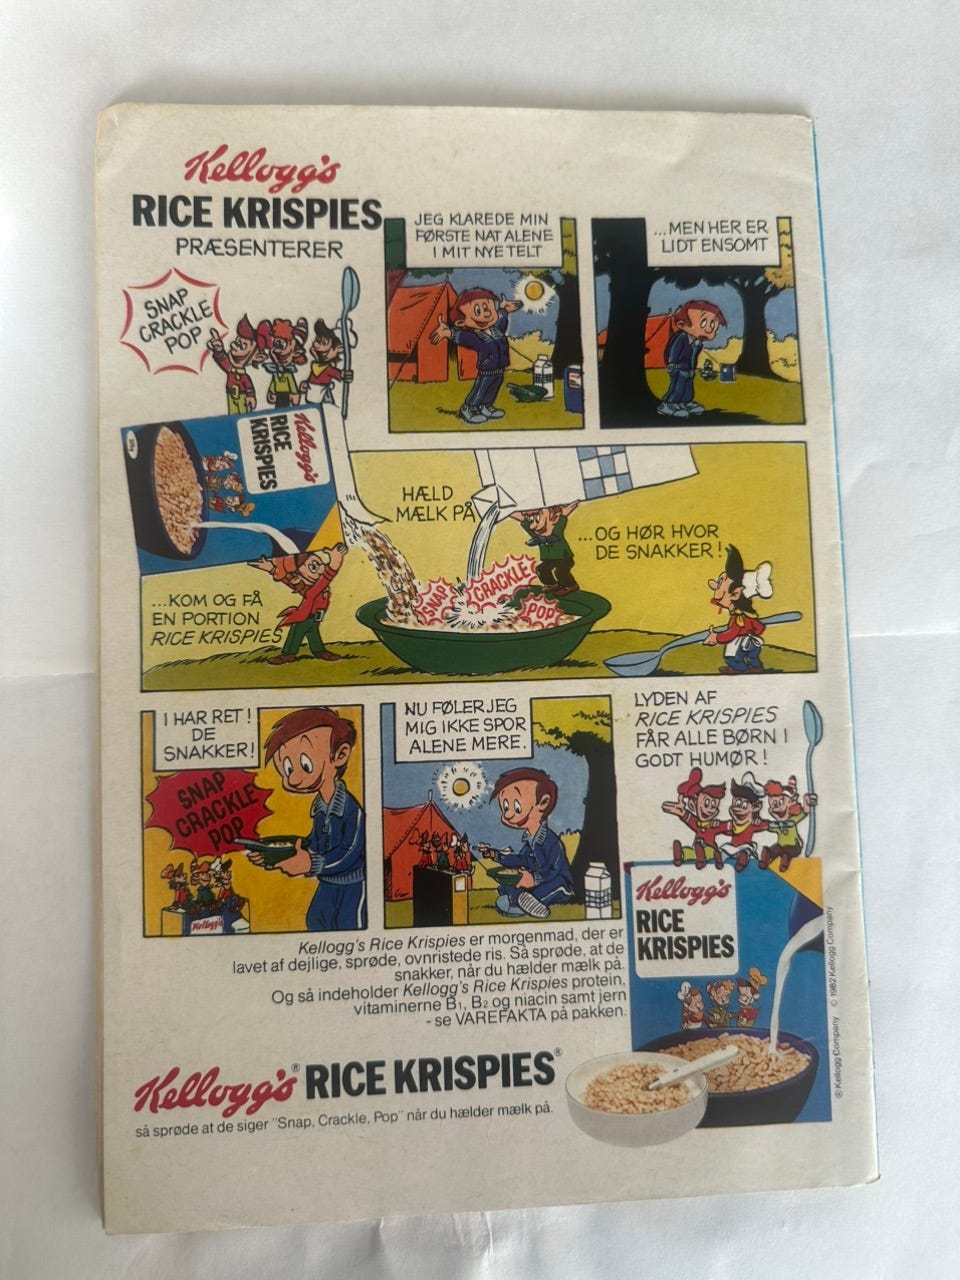 Kellogg's
RICE KRISPIES
PRÆSENTERER
SNAP
CRACKLE
POP
JEG KLAREDE MIN
FØRSTE NAT ALENE
I MIT NYE TELT
...MEN HER ER
LIDT ENSOMT
Kellogg's
RICE
KRISPIES
HÆLD
MÆLK PÅ
...OG HØR HVOR
DE SNAKKER!
SNAP
CRACKLE
POP
...KOM OG FÅ
EN PORTION
RICE KRISPIES
I HAR RET!
DE
SNAKKER!
SNAP
CRACKLE
POP
Kellogg's
NU FØLER JEG
MIG IKKE SPOR
ALENE MERE.
LYDEN AF
RICE KRISPIES
FÅR ALLE BØRN I
GODT HUMØR!
Kellogg's
RICE
KRISPIES
Kellogg's Rice Krispies er morgenmad, der er
lavet af dejlige, sprøde, ovnristede ris. Så sprøde, at de
snakker, når du hælder mælk på.
Og så indeholder Kellogg's Rice Krispies protein,
vitaminerne B1, B2 og niacin samt jern
- se VAREFAKTA på pakken.
® Kellogg Company © 1982 Kellogg Company
Kellogg's® RICE KRISPIES®
så sprøde at de siger "Snap, Crackle, Pop" når du hælder mælk på.